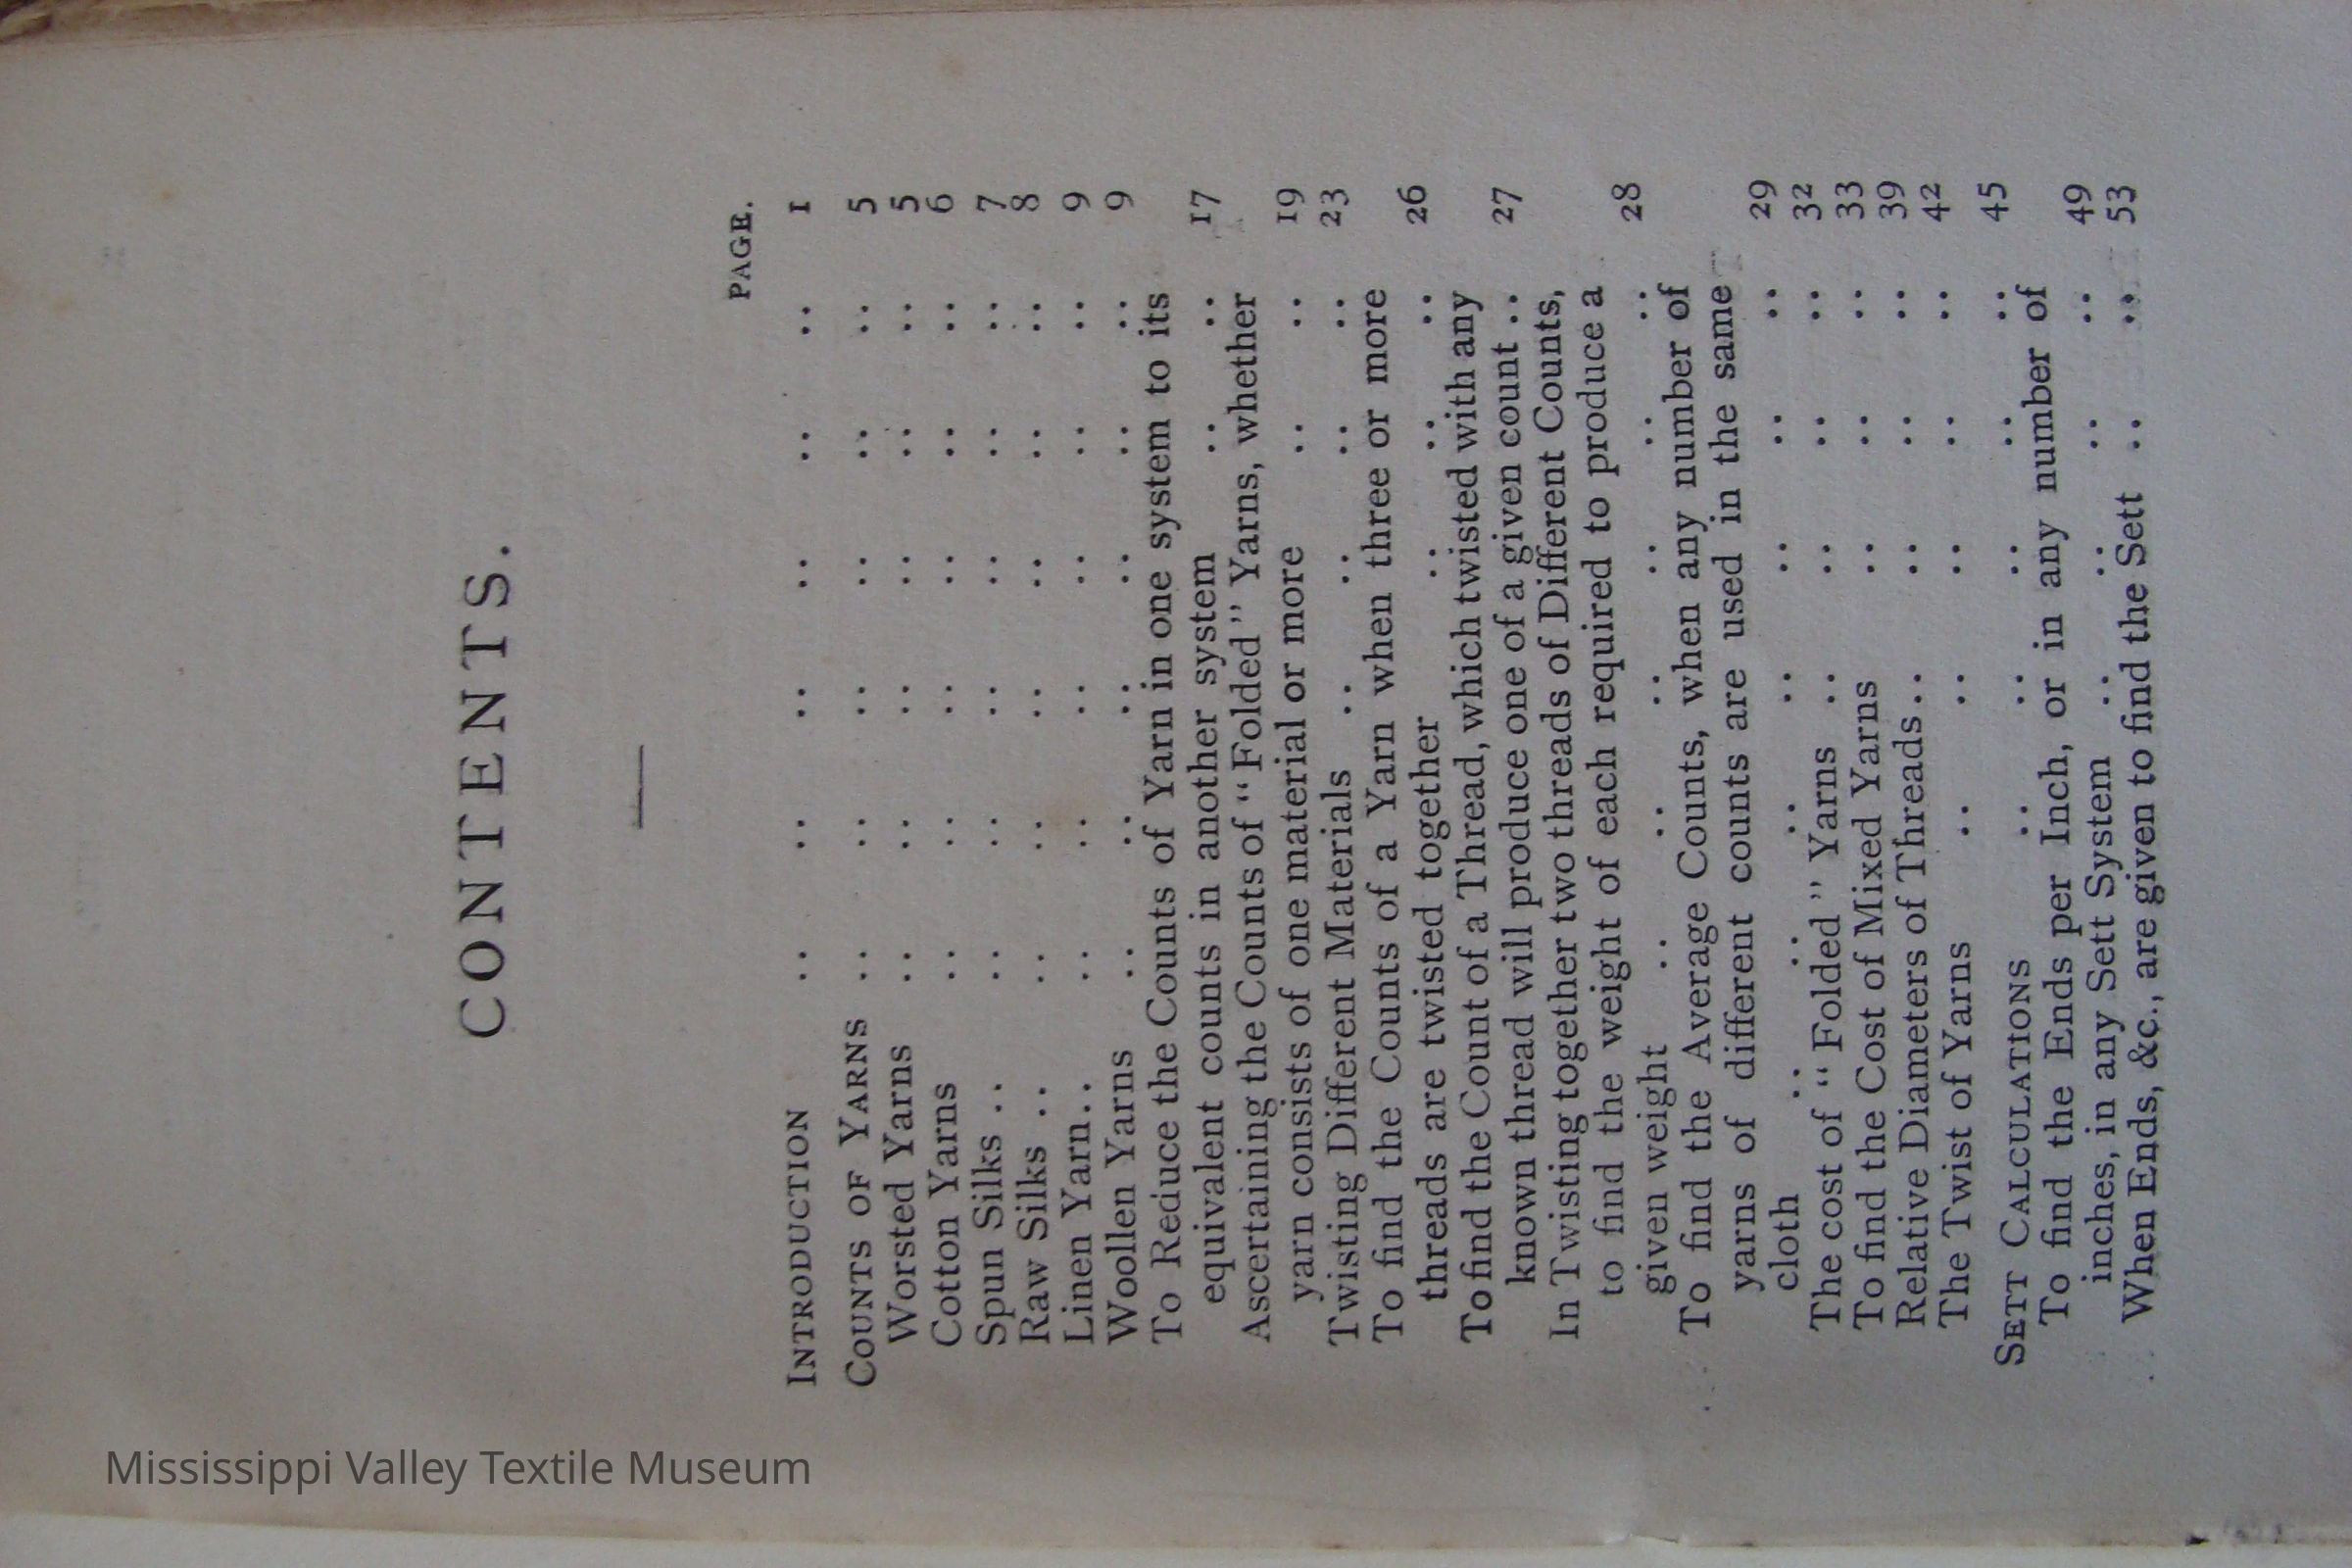 CONTENTS.
PAGE.
INTRODUCTION .. .. .. .. .. .. 1
COUNTS OF YARNS .. .. .. .. .. .. 5
Worsted Yarns .. .. .. .. .. .. 5
Cotton Yarns .. .. .. .. .. .. 6
Spun Silks .. .. .. .. .. .. .. 7
Raw Silks .. .. .. .. .. .. .. 8
Linen Yarn.. .. .. .. .. .. .. 9
Woollen Yarns .. .. .. .. .. .. 9
To Reduce the Counts of Yarn in one system to its
equivalent counts in another system .. .. 17
Ascertaining the Counts of "Folded" Yarns, whether
yarn consists of one material or more .. .. 19
Twisting Different Materials .. .. .. .. 23
To find the Counts of a Yarn when three or more
threads are twisted together .. .. .. 26
To find the Count of a Thread, which twisted with any
known thread will produce one of a given count .. 27
In Twisting together two threads of Different Counts,
to find the weight of each required to produce a
given weight .. .. .. .. .. .. 28
To find the Average Counts, when any number of
yarns of different counts are used in the same
cloth .. .. .. .. .. .. .. 29
The cost of "Folded" Yarns .. .. .. .. 32
To find the Cost of Mixed Yarns .. .. .. 33
Relative Diameters of Threads .. .. .. .. 39
The Twist of Yarns .. .. .. .. .. 42
SETT CALCULATIONS .. .. .. .. .. 45
To find the Ends per Inch, or in any number of
inches, in any Sett System .. .. .. .. 49
When Ends, &c., are given to find the Sett .. .. 53
Mississippi Valley Textile Museum